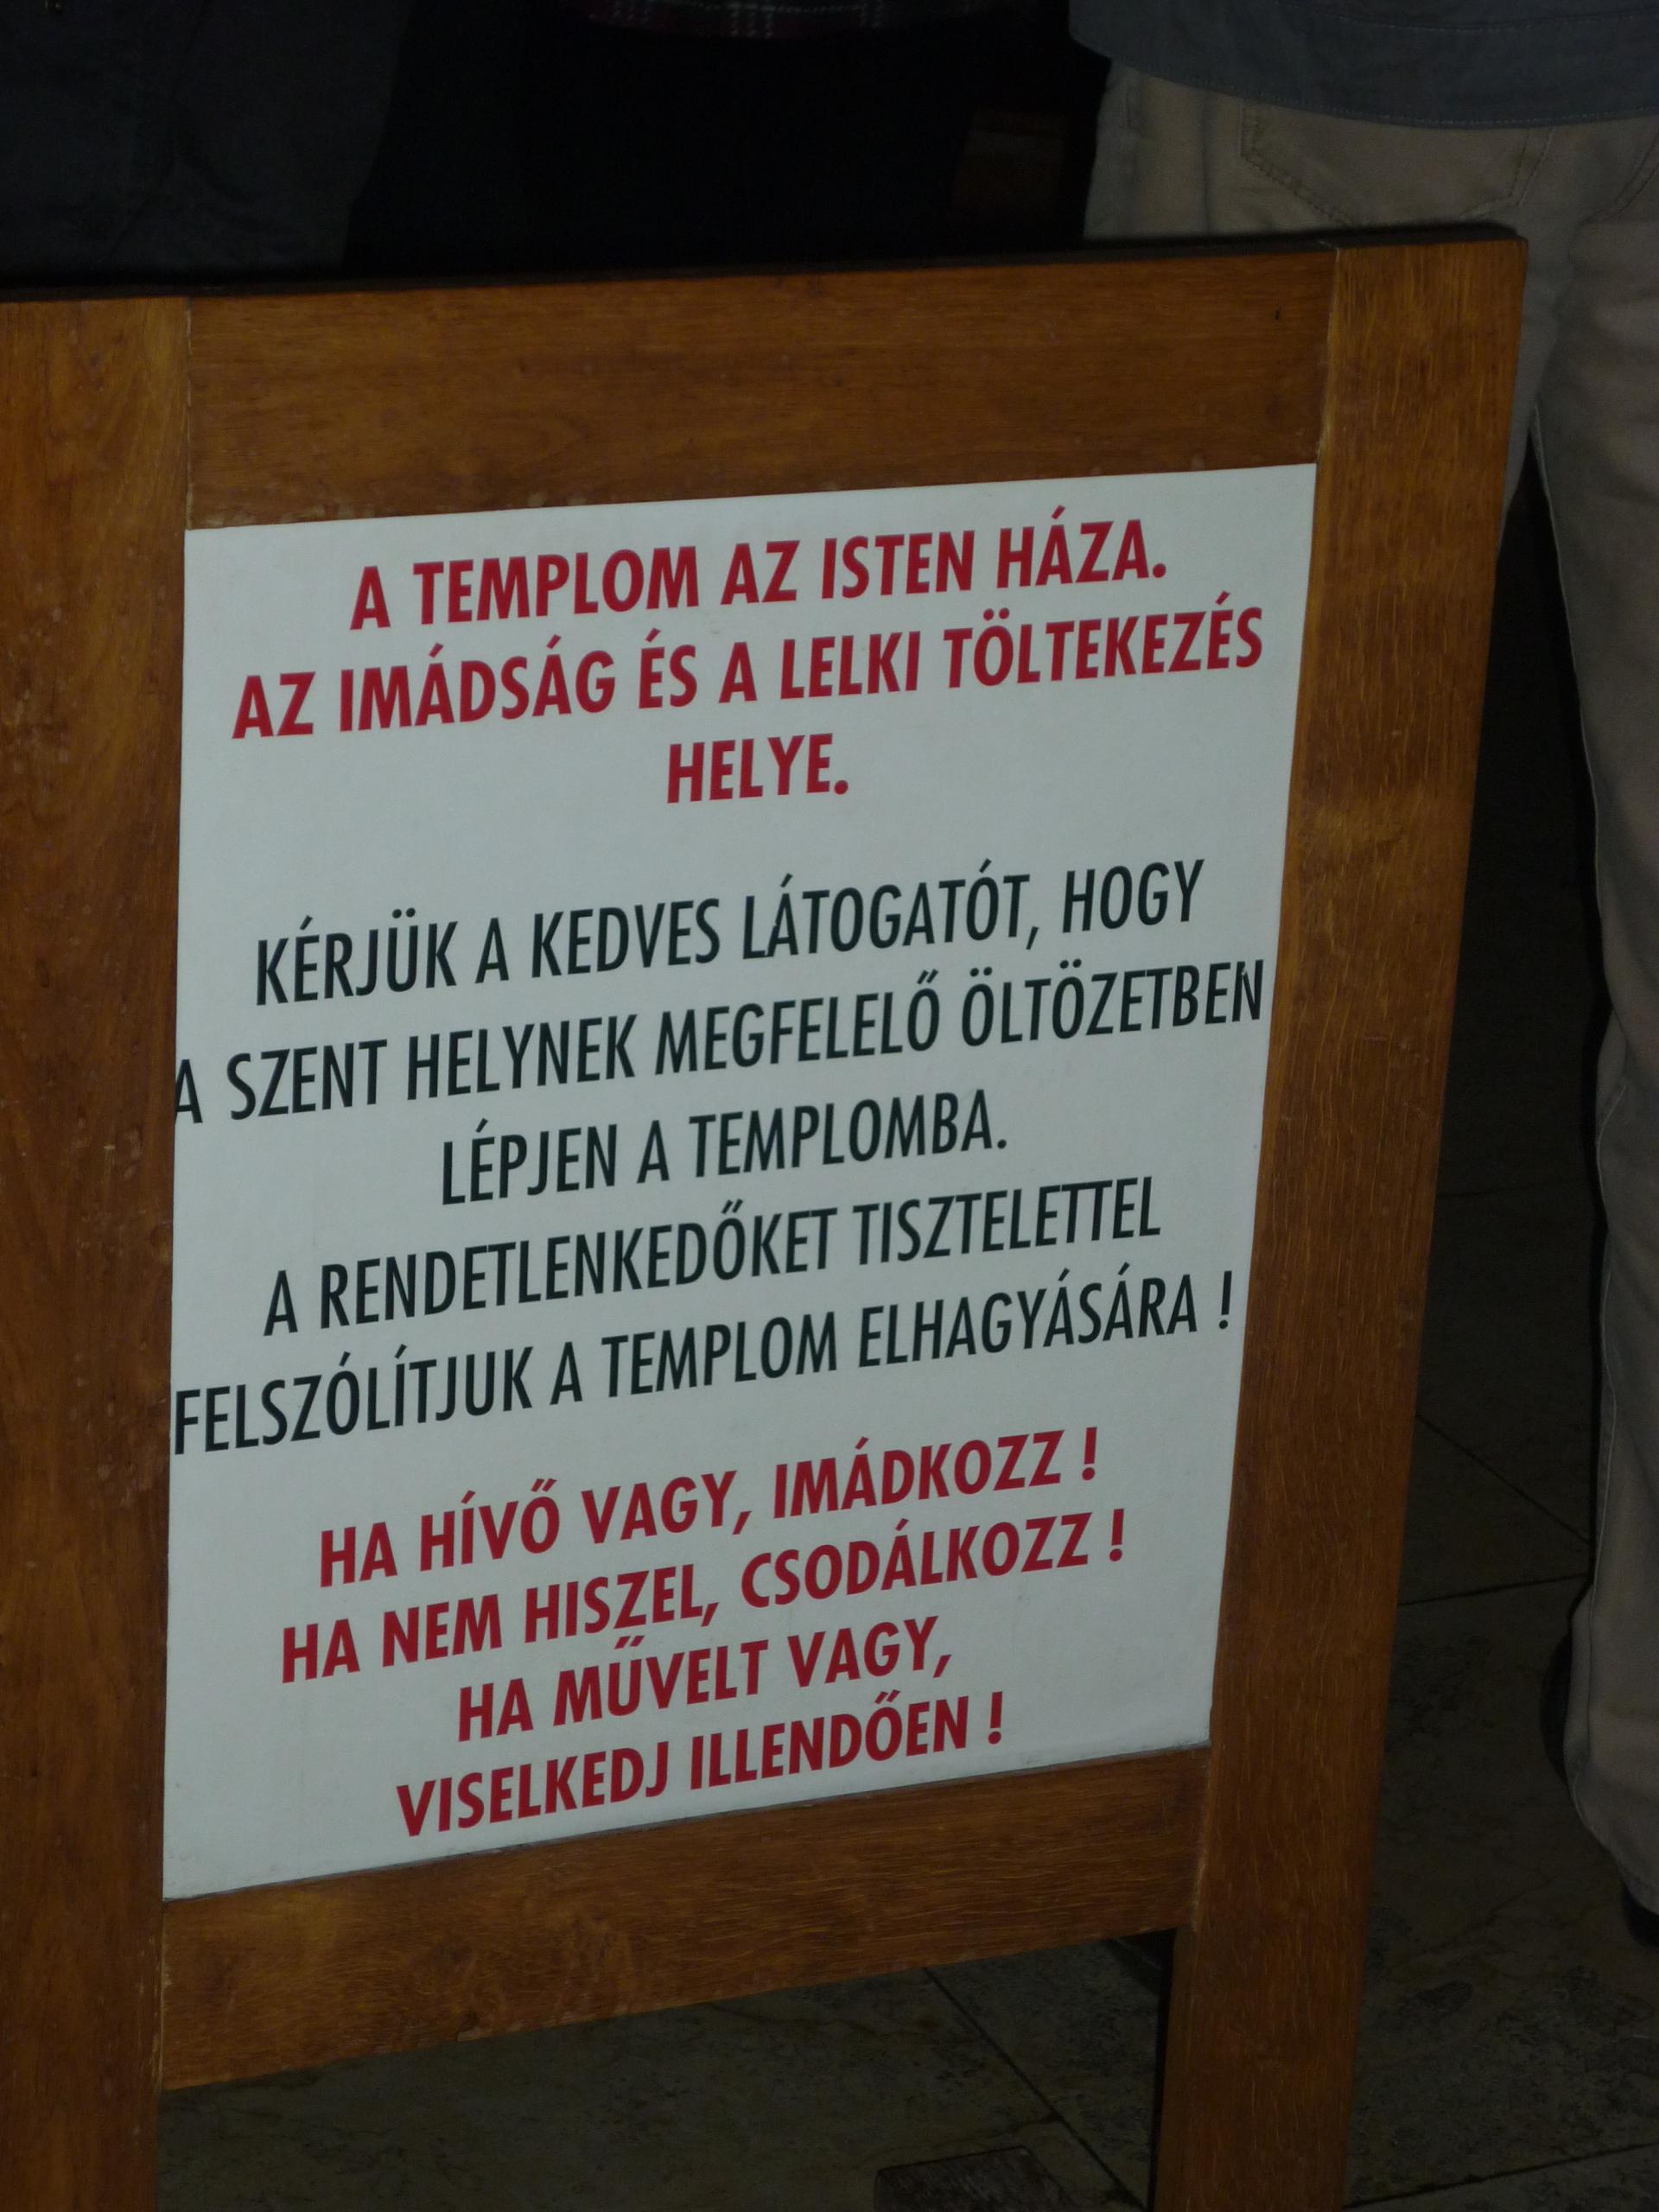 A TEMPLOM AZ ISTEN HÁZA.
AZ IMÁDSÁG ÉS A LELKI TÖLTEKEZÉS
HELYE.
KÉRJÜK A KEDVES LÁTOGATÓT, HOGY
A SZENT HELYNEK MEGFELELŐ ÖLTÖZETBEN
LÉPJEN A TEMPLOMBA.
A RENDETLENKEDŐKET TISZTELETTEL
FELSZÓLÍTJUK A TEMPLOM ELHAGYÁSÁRA !
HA HÍVŐ VAGY, IMÁDKOZZ !
HA NEM HISZEL, CSODÁLKOZZ !
HA MŰVELT VAGY,
VISELKEDJ ILLENDŐEN !